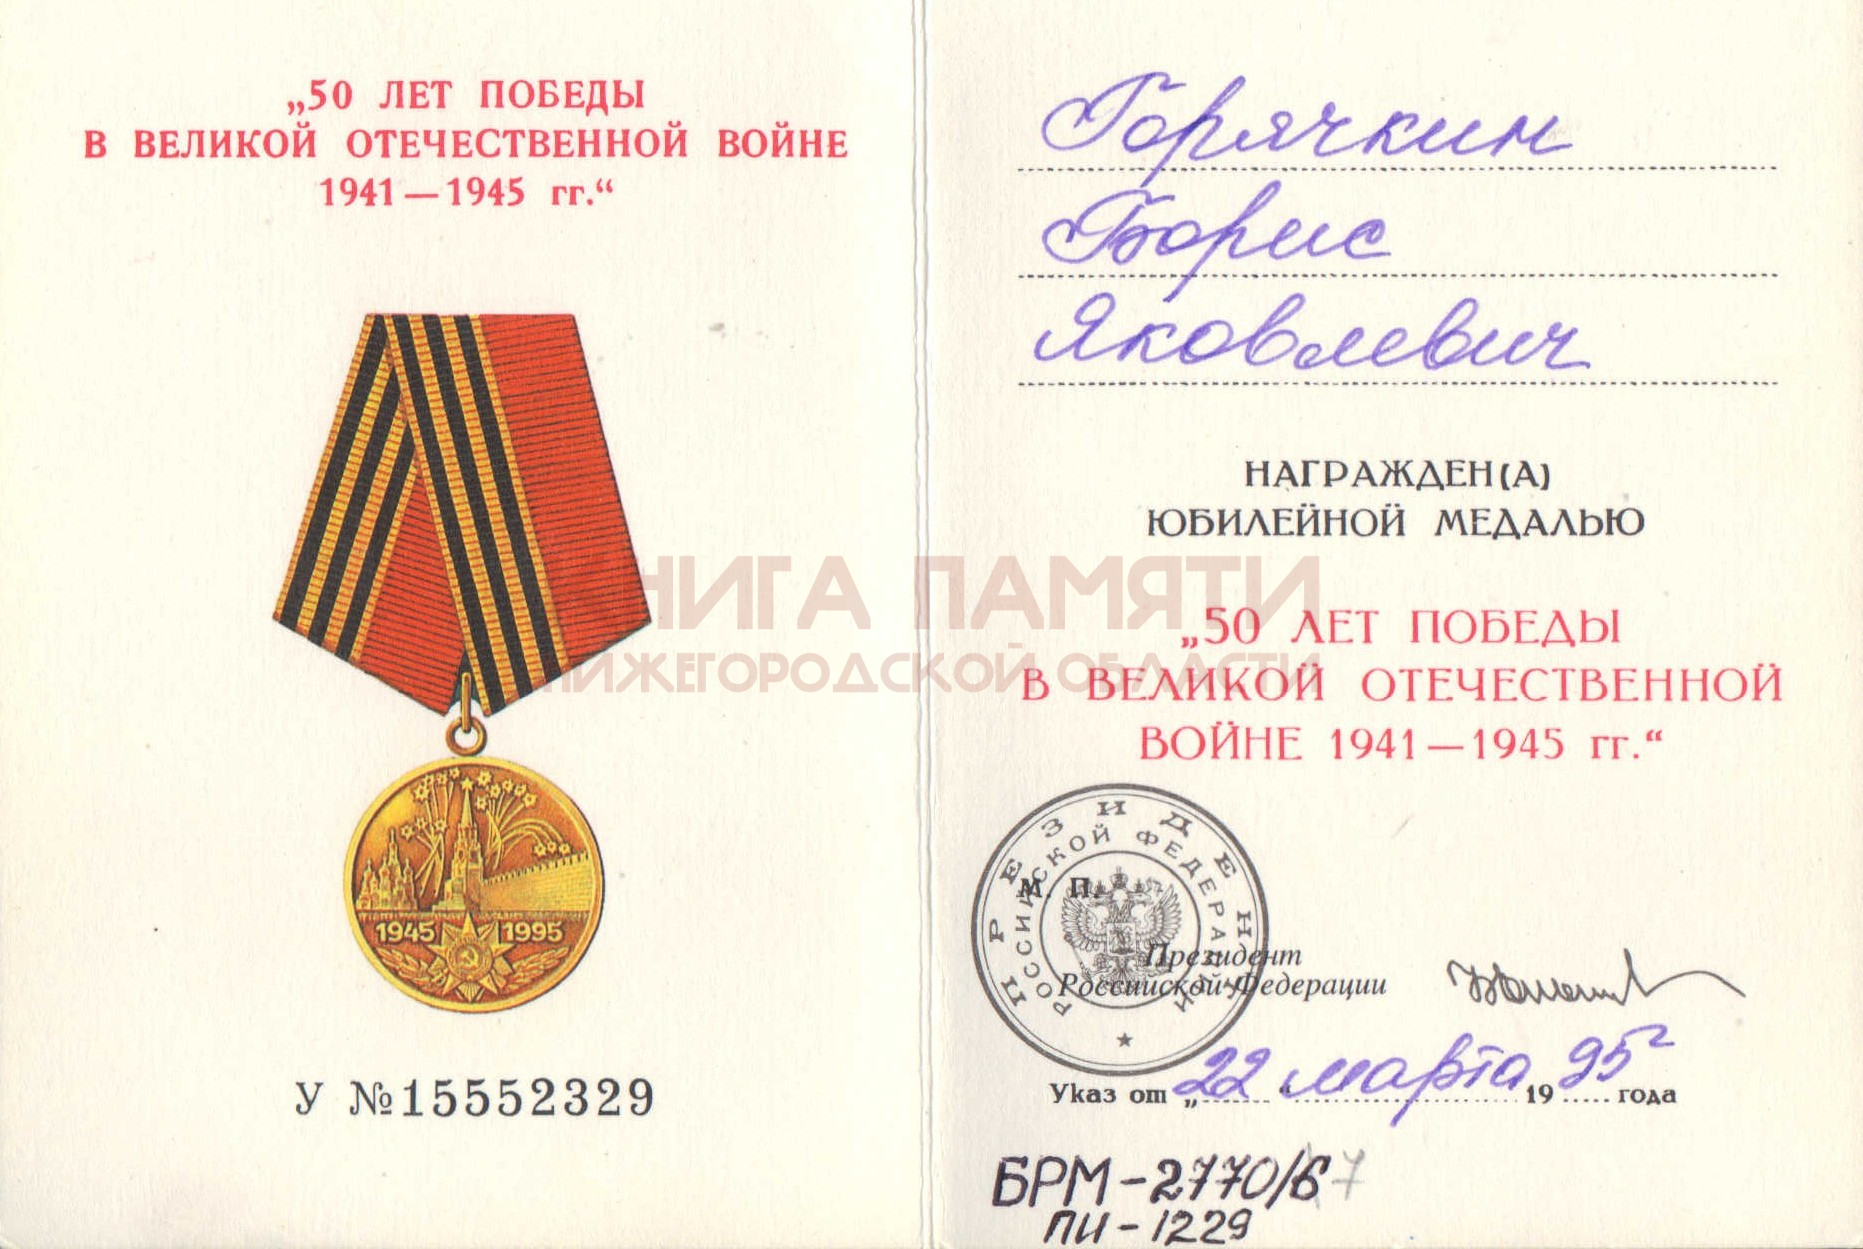 „50 ЛЕТ ПОБЕДЫ
В ВЕЛИКОЙ ОТЕЧЕСТВЕННОЙ ВОЙНЕ
1941—1945 гг.“
1945 1995
У №15552329
Горячкин
Борис
Яковлевич
НАГРАЖДЕН(А)
ЮБИЛЕЙНОЙ МЕДАЛЬЮ
„50 ЛЕТ ПОБЕДЫ
В ВЕЛИКОЙ ОТЕЧЕСТВЕННОЙ
ВОЙНЕ 1941—1945 гг.“
КНИГА ПАМЯТИ
НИЖЕГОРОДСКОЙ ОБЛАСТИ
ПРЕЗИДЕНТ
РОССИЙСКОЙ ФЕДЕРАЦИИ
М. П.
Президент
Российской Федерации
Указ от „22“ марта 1995 года
БРМ-2770/6
ПИ-1229